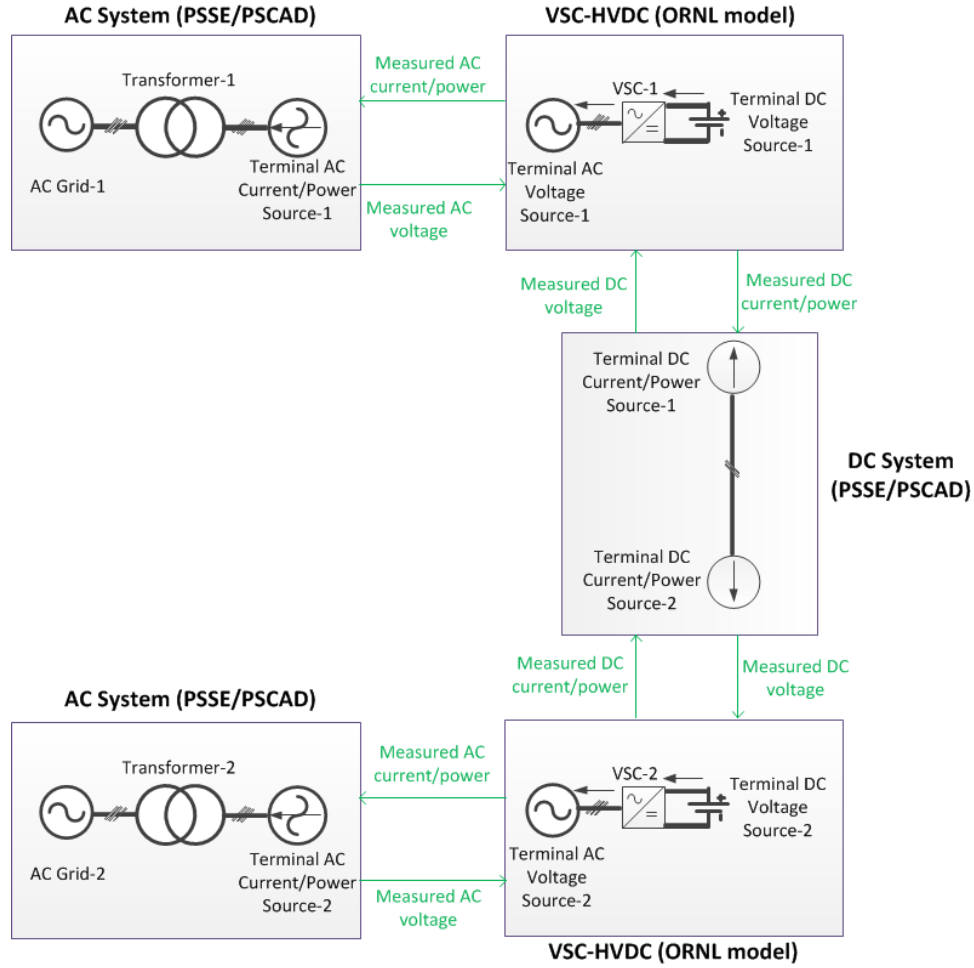 AC System (PSSE/PSCAD)
VSC-HVDC (ORNL model)
Transformer-1
AC Grid-1
Terminal AC
Current/Power
Source-1
Measured AC
current/power
Measured AC
voltage
VSC-1
Terminal AC
Voltage
Source-1
Terminal DC
Voltage
Source-1
+
-
Measured DC
voltage
Measured DC
current/power
Terminal DC
Current/Power
Source-1
DC System
(PSSE/PSCAD)
Terminal DC
Current/Power
Source-2
Measured DC
current/power
Measured DC
voltage
AC System (PSSE/PSCAD)
Transformer-2
AC Grid-2
Terminal AC
Current/Power
Source-2
Measured AC
current/power
Measured AC
voltage
VSC-2
Terminal AC
Voltage
Source-2
Terminal DC
Voltage
Source-2
+
-
VSC-HVDC (ORNL model)